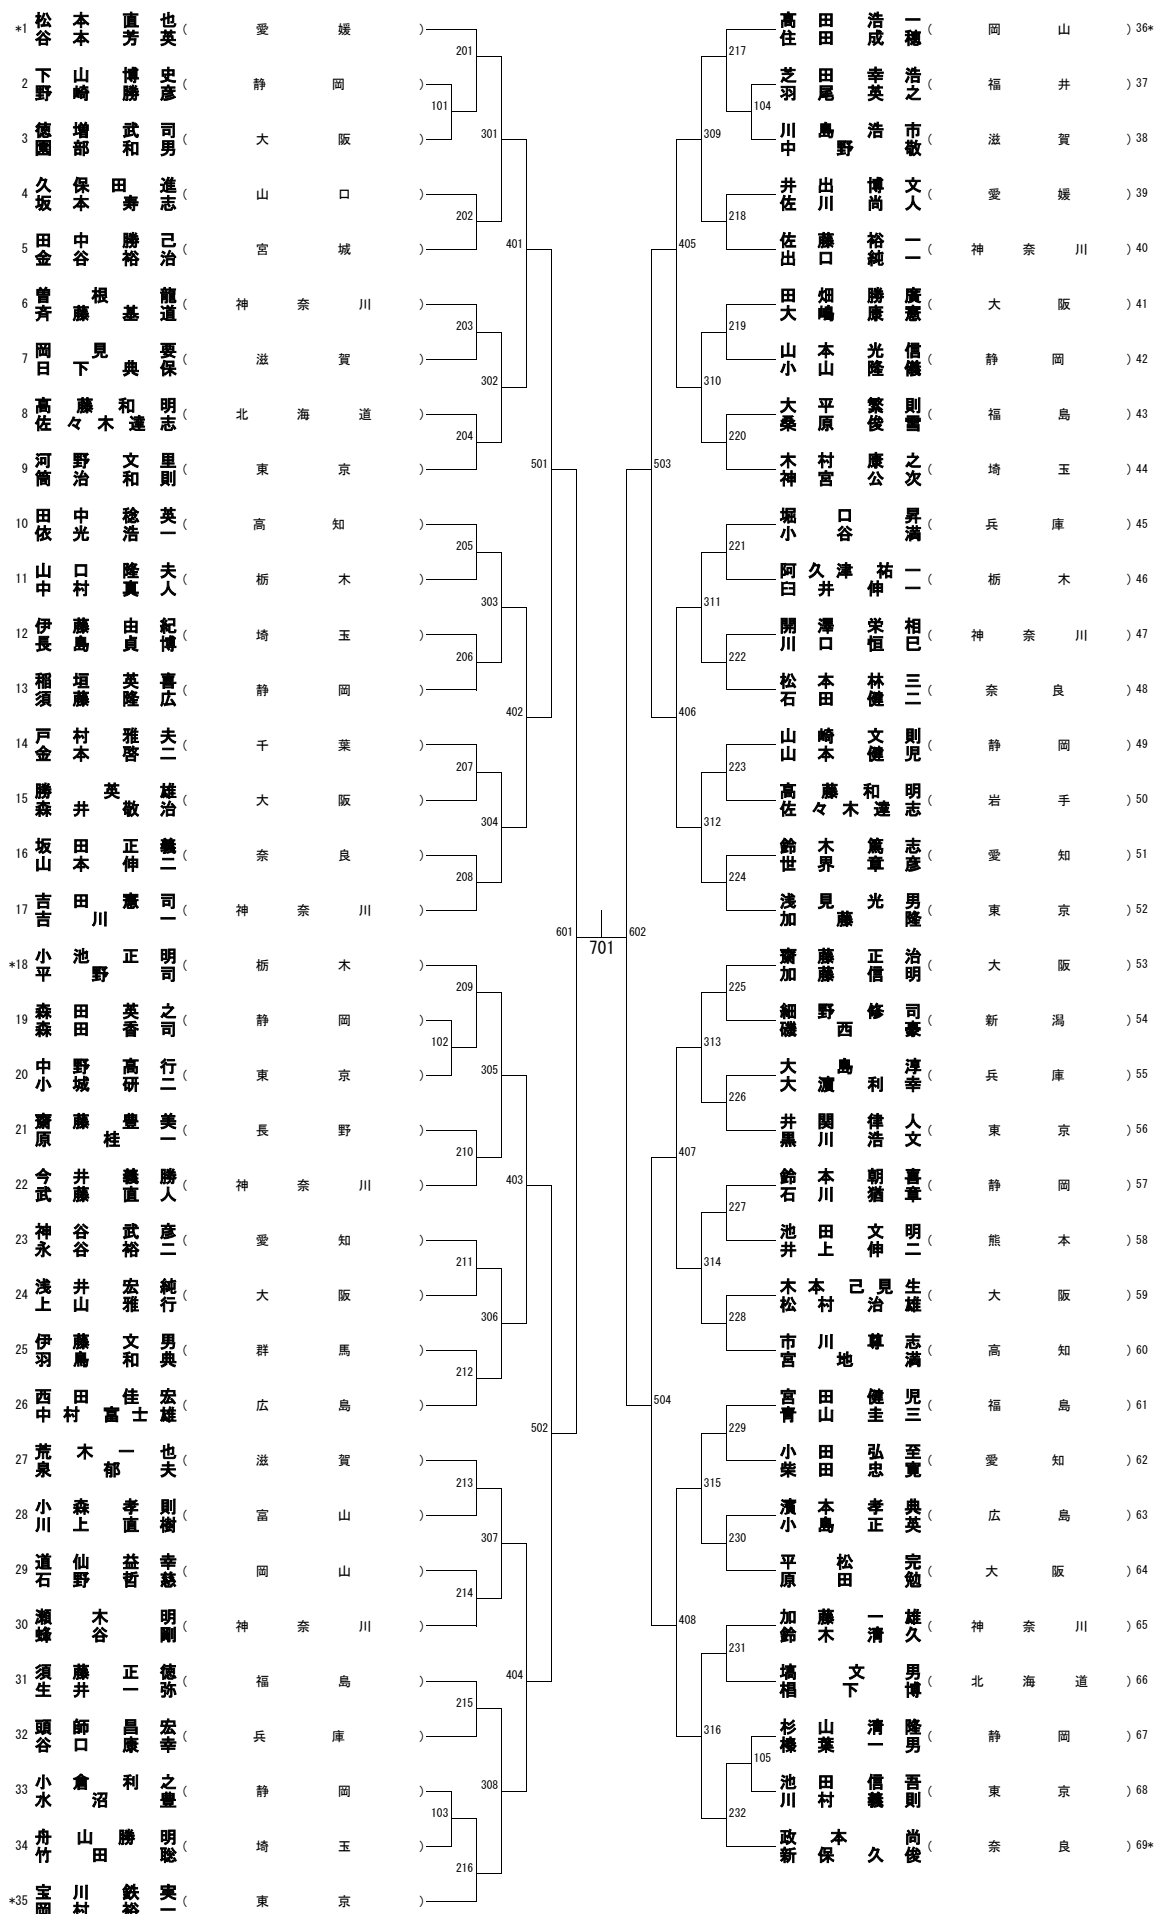 *1 松本直也 (愛媛)
谷本芳英
2 下山博史 (静岡)
野崎勝彦
3 徳増武司 (大阪)
園部和男
4 久保田進 (山口)
坂本寿志
5 田中勝己 (宮城)
金谷裕治
6 曽根龍 (神奈川)
斉藤基道
7 岡見要 (滋賀)
日下典保
8 高藤和明 (北海道)
佐々木達志
9 河野文里 (東京)
筒治和則
10 田中稔英 (高知)
依光浩一
11 山口隆夫 (栃木)
中村真人
12 伊藤由紀 (埼玉)
長島貞博
13 稲垣英喜 (静岡)
須藤隆広
14 戸村雅夫 (千葉)
金本啓二
15 勝英雄 (大阪)
森井敬治
16 坂田正義 (奈良)
山本伸二
17 吉田憲司 (神奈川)
吉川一
*18 小池正明 (栃木)
平野司
19 森田英之 (静岡)
森田香司
20 中野高行 (東京)
小城研二
21 齋藤豊美 (長野)
原桂一
22 今井義勝 (神奈川)
武藤直人
23 神谷武彦 (愛知)
永谷裕二
24 浅井宏純 (大阪)
上山雅行
25 伊藤文男 (群馬)
羽鳥和典
26 西田佳宏 (広島)
中村富士雄
27 荒木一也 (滋賀)
泉郁夫
28 小森孝則 (富山)
川上直樹
29 道仙益幸 (岡山)
石野哲慈
30 瀬木明 (神奈川)
蜂谷剛
31 須藤正徳 (福島)
生井一弥
32 頭師昌宏 (兵庫)
谷口康幸
33 小倉利之 (静岡)
水沼豊
34 舟山勝明 (埼玉)
竹田聡
*35 宝川鉄実 (東京)
岡村裕一
201
101
301
202
401
203
302
204
501
205
303
206
402
207
304
208
601
209
102
305
210
403
211
306
212
502
213
307
214
404
215
308
103
216
701
602
217
104
309
218
405
219
310
220
503
221
311
222
406
223
312
224
225
313
226
407
227
314
228
504
229
315
230
408
231
316
105
232
高田浩一 (岡山) 36*
住田成穂
芝田幸浩 (福井) 37
羽尾英之
川島浩市 (滋賀) 38
中野敬
井出博文 (愛媛) 39
佐川尚人
佐藤裕一 (神奈川) 40
出口純一
田畑勝廣 (大阪) 41
大嶋康憲
山本光信 (静岡) 42
小山隆儀
大平繁則 (福島) 43
桑原俊雪
木村康之 (埼玉) 44
神宮公次
堀口昇 (兵庫) 45
小谷満
阿久津祐一 (栃木) 46
臼井伸一
開澤栄相 (神奈川) 47
川口恒巳
松本林三 (奈良) 48
石田健二
山崎文則 (静岡) 49
山本健児
高藤和明 (岩手) 50
佐々木達志
鈴木篤志 (愛知) 51
世界章彦
浅見光男 (東京) 52
加藤隆
齋藤正治 (大阪) 53
加藤信明
細野修司 (新潟) 54
磯西豪
大島淳 (兵庫) 55
大濵利幸
井関律人 (東京) 56
黒川浩文
鈴本朝喜 (静岡) 57
石川猶章
池田文明 (熊本) 58
井上伸二
木本己見生 (大阪) 59
松村治雄
市川尊志 (高知) 60
宮地満
宮田健児 (福島) 61
青山圭三
小田弘至 (愛知) 62
柴田忠寛
濱本孝典 (広島) 63
小島正英
平松完 (大阪) 64
原田勉
加藤一雄 (神奈川) 65
鈴木清久
塙文男 (北海道) 66
椙下博
杉山清隆 (静岡) 67
榛葉一男
池田信吾 (東京) 68
川村義則
政本尚 (奈良) 69*
新保久俊